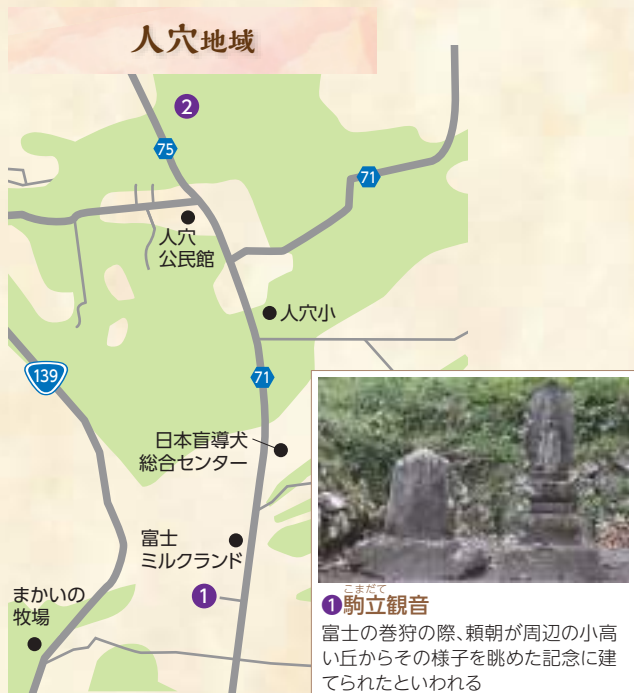 人穴地域
2
75
71
人穴
公民館
人穴小
139
71
日本盲導犬
総合センター
富士
ミルクランド
1
まかいの
牧場
こまだて
1駒立観音
富士の巻狩の際、頼朝が周辺の小高
い丘からその様子を眺めた記念に建
てられたといわれる